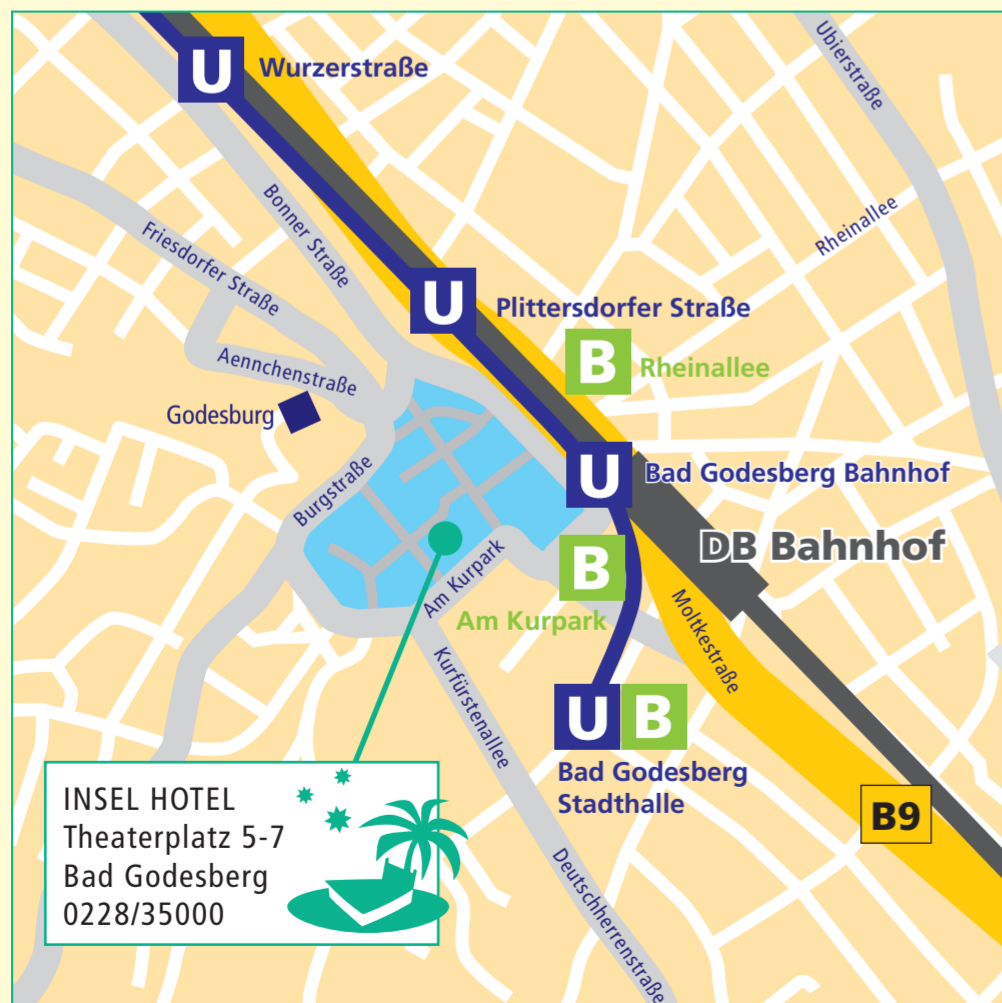 U Wurzerstraße
Ubierstraße
Bonner Straße
Rheinallee
Friesdorfer Straße
U Plittersdorfer Straße
B Rheinallee
Aennchenstraße
Godesburg
U Bad Godesberg Bahnhof
Burgstraße
DB Bahnhof
Am Kurpark
B
Am Kurpark
Moltkestraße
Kurfürstenallee
U B
Bad Godesberg
Stadthalle
B9
INSEL HOTEL
Theaterplatz 5-7
Bad Godesberg
0228/35000
Deutschherrenstraße